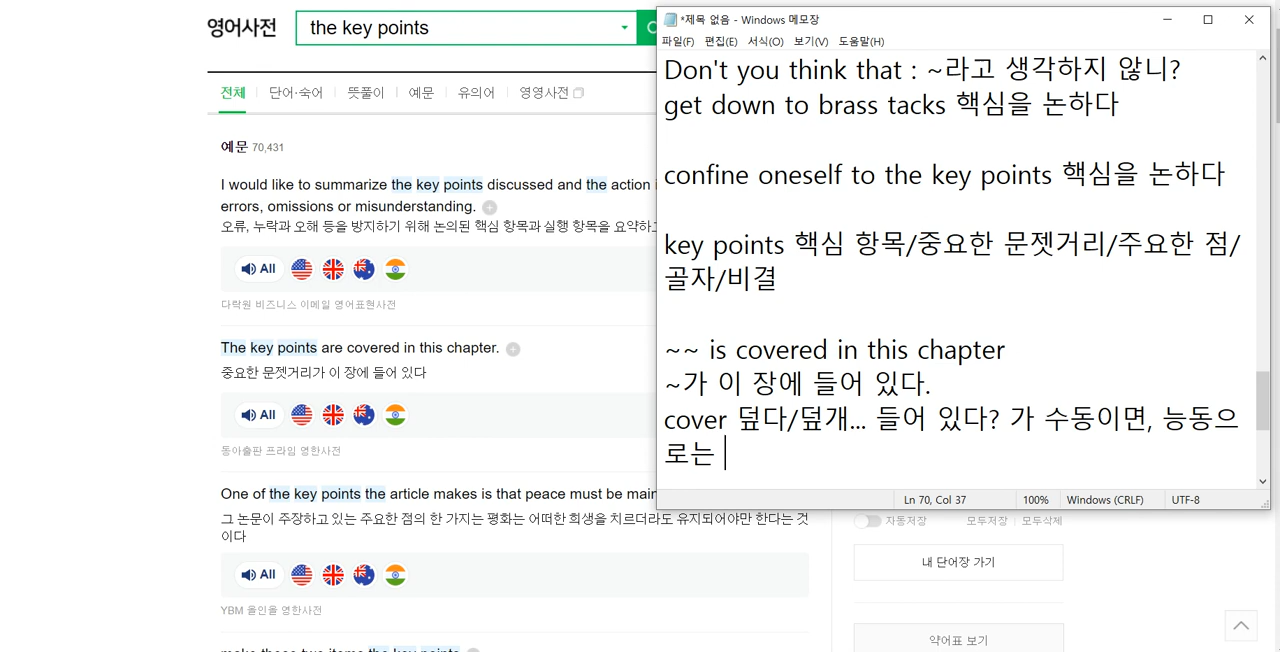 영어사전
the key points
전체
단어·숙어
뜻풀이
예문
유의어
영영사전
예문 70,431
I would like to summarize the key points discussed and the action
errors, omissions or misunderstanding.
오류, 누락과 오해 등을 방지하기 위해 논의된 핵심 항목과 실행 항목을 요약하고
All
다락원 비즈니스 이메일 영어표현사전
The key points are covered in this chapter.
중요한 문젯거리가 이 장에 들어 있다
All
동아출판 프라임 영한사전
One of the key points the article makes is that peace must be
그 논문이 주장하고 있는 주요한 점의 한 가지는 평화는 어떠한 희생을 치르더라도 유지되어야만 한다는 것
이다
All
YBM 올인올 영한사전
make these two items the key points
*제목 없음 - Windows 메모장
파일(F) 편집(E) 서식(O) 보기(V) 도움말(H)
Don't you think that : ~라고 생각하지 않니?
get down to brass tacks 핵심을 논하다
confine oneself to the key points 핵심을 논하다
key points 핵심 항목/중요한 문젯거리/주요한 점/
골자/비결
~~ is covered in this chapter
~가 이 장에 들어 있다.
cover 덮다/덮개... 들어 있다? 가 수동이면, 능동으
로는
Ln 70, Col 37
100%
Windows (CRLF)
UTF-8
자동저장
모두저장
모두삭제
내 단어장 가기
약어표 보기